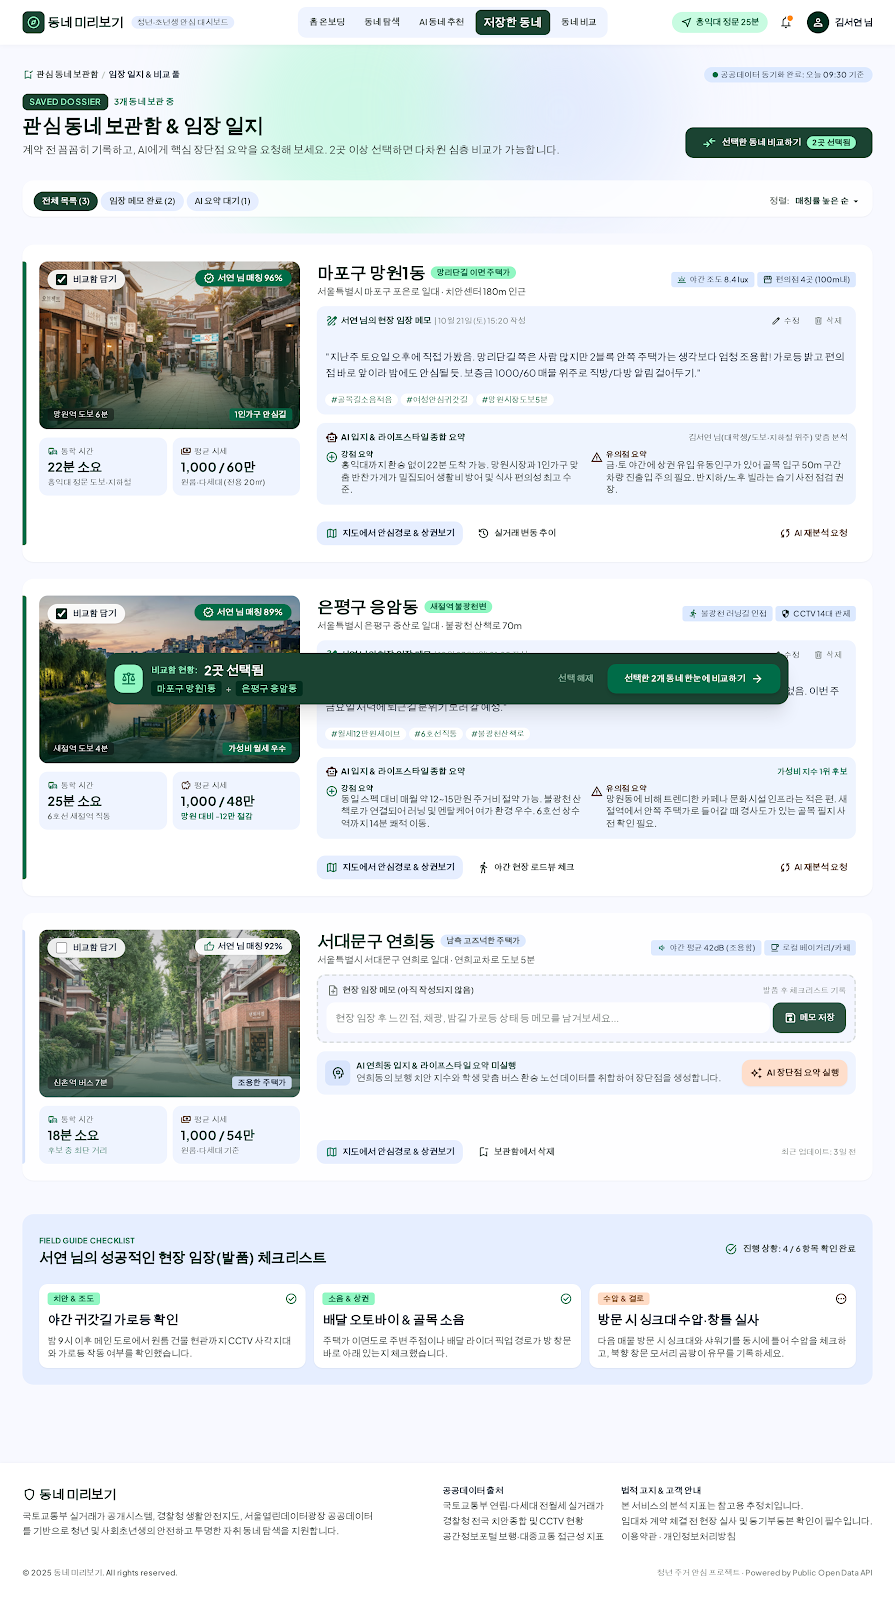 동네 미리보기
청년·초년생 안심 대시보드
홈 온보딩
동네 탐색
AI 동네 추천
저장한 동네
동네 비교
홍익대 정문 25분
김서연 님
관심 동네 보관함 / 임장 일지 & 비교 풀
공공데이터 동기화 완료: 오늘 09:30 기준
SAVED DOSSIER
3개 동네 보관 중
관심 동네 보관함 & 임장 일지
계약 전 꼼꼼히 기록하고, AI에게 핵심 장단점 요약을 요청해 보세요. 2곳 이상 선택하면 다차원 심층 비교가 가능합니다.
선택한 동네 비교하기
2곳 선택됨
전체 목록 (3)
임장 메모 완료 (2)
AI 요약 대기 (1)
정렬:
매칭률 높은 순
비교함 담기
서연 님 매칭 96%
망원역 도보 6분
1인가구 안심길
통학 시간
22분 소요
홍익대 정문 도보·지하철
평균 시세
1,000 / 60만
원룸·다세대 (전용 20㎡)
마포구 망원1동
망리단길 이면 주택가
서울특별시 마포구 포은로 일대 · 치안센터 180m 인근
야간 조도 8.4 lux
편의점 4곳 (100m내)
서연 님의 현장 임장 메모
| 10월 21일(토) 15:20 작성
수정
삭제
"지난주 토요일 오후에 직접 가봤음. 망리단길 쪽은 사람 많지만 2블록 안쪽 주택가는 생각보다 엄청 조용함! 가로등 밝고 편의
점 바로 앞이라 밤에도 안심될 듯. 보증금 1000/60 매물 위주로 직방/다방 알림 걸어두기."
#골목길소음적음
#여성안심귀갓길
#망원시장도보5분
AI 입지 & 라이프스타일 종합 요약
김서연 님(대학생/도보·지하철 위주) 맞춤 분석
강점 요약
홍익대까지 환승 없이 22분 도착 가능. 망원시장과 1인가구 맞
춤 반찬가게가 밀집되어 생활비 방어 및 식사 편의성 최고 수
준.
유의점 요약
금·토 야간에 상권 유입 유동인구가 있어 골목 입구 50m 구간
차량 진출입 주의 필요. 반지하/노후 빌라는 습기 사전 점검 권
장.
지도에서 안심경로 & 상권보기
실거래 변동 추이
AI 재분석 요청
비교함 담기
서연 님 매칭 89%
새절역 도보 4분
가성비 월세 우수
통학 시간
25분 소요
6호선 새절역 직통
평균 시세
1,000 / 48만
망원 대비 -12만 절감
은평구 응암동
새절역 불광천변
서울특별시 은평구 증산로 일대 · 불광천 산책로 70m
불광천 러닝길 인접
CCTV 14대 관제
수정
삭제
비교함 현황:
2곳 선택됨
마포구 망원1동
+
은평구 응암동
선택 해제
선택한 2개 동네 한눈에 비교하기
없음. 이번 주
금요일 저녁에 퇴근길 분위기 보러 갈 예정."
#월세12만원세이브
#6호선직통
#불광천산책로
AI 입지 & 라이프스타일 종합 요약
가성비 지수 1위 후보
강점 요약
동일 스펙 대비 매월 약 12~15만원 주거비 절약 가능. 불광천 산
책로가 연결되어 러닝 및 멘탈케어 여가 환경 우수. 6호선 상수
역까지 14분 쾌적 이동.
유의점 요약
망원동에 비해 트렌디한 카페나 문화시설 인프라는 적은 편. 새
절역에서 안쪽 주택가로 들어갈 때 경사도가 있는 골목 필지 사
전 확인 필요.
지도에서 안심경로 & 상권보기
야간 현장 로드뷰 체크
AI 재분석 요청
비교함 담기
서연 님 매칭 92%
신촌역 버스 7분
조용한 주택가
통학 시간
18분 소요
후보 중 최단 거리
평균 시세
1,000 / 54만
원룸·다세대 기준
서대문구 연희동
남측 고즈넉한 주택가
서울특별시 서대문구 연희로 일대 · 연희교차로 도보 5분
야간 평균 42dB (조용함)
로컬 베이커리/카페
현장 임장 메모 (아직 작성되지 않음)
발품 후 체크리스트 기록
현장 임장 후 느낀 점, 채광, 밤길 가로등 상태 등 메모를 남겨보세요...
메모 저장
AI 연희동 입지 & 라이프스타일 요약 미실행
연희동의 보행 치안 지수와 학생 맞춤 버스 환승 노선 데이터를 취합하여 장단점을 생성합니다.
AI 장단점 요약 실행
지도에서 안심경로 & 상권보기
보관함에서 삭제
최근 업데이트: 3일 전
FIELD GUIDE CHECKLIST
서연 님의 성공적인 현장 임장(발품) 체크리스트
진행 상황: 4 / 6 항목 확인 완료
치안 & 조도
야간 귀갓길 가로등 확인
밤 9시 이후 메인 도로에서 원룸 건물 현관까지 CCTV 사각지대
와 가로등 작동 여부를 확인했습니다.
소음 & 상권
배달 오토바이 & 골목 소음
주택가 이면도로 주변 주점이나 배달 라이더 픽업 경로가 방 창문
바로 아래 있는지 체크했습니다.
수압 & 결로
방문 시 싱크대 수압·창틀 실사
다음 매물 방문 시 싱크대와 샤워기를 동시에 틀어 수압을 체크하
고, 북향 창문 모서리 곰팡이 유무를 기록하세요.
동네 미리보기
국토교통부 실거래가 공개시스템, 경찰청 생활안전지도, 서울열린데이터광장 공공데이터
를 기반으로 청년 및 사회초년생의 안전하고 투명한 자취 동네 탐색을 지원합니다.
공공데이터 출처
국토교통부 연립·다세대 전월세 실거래가
경찰청 전국 치안종합 및 CCTV 현황
공간정보포털 보행·대중교통 접근성 지표
법적 고지 & 고객 안내
본 서비스의 분석 지표는 참고용 추정치입니다.
임대차 계약 체결 전 현장 실사 및 등기부등본 확인이 필수입니다.
이용약관 · 개인정보처리방침
© 2025 동네 미리보기. All rights reserved.
청년 주거 안심 프로젝트 · Powered by Public Open Data API